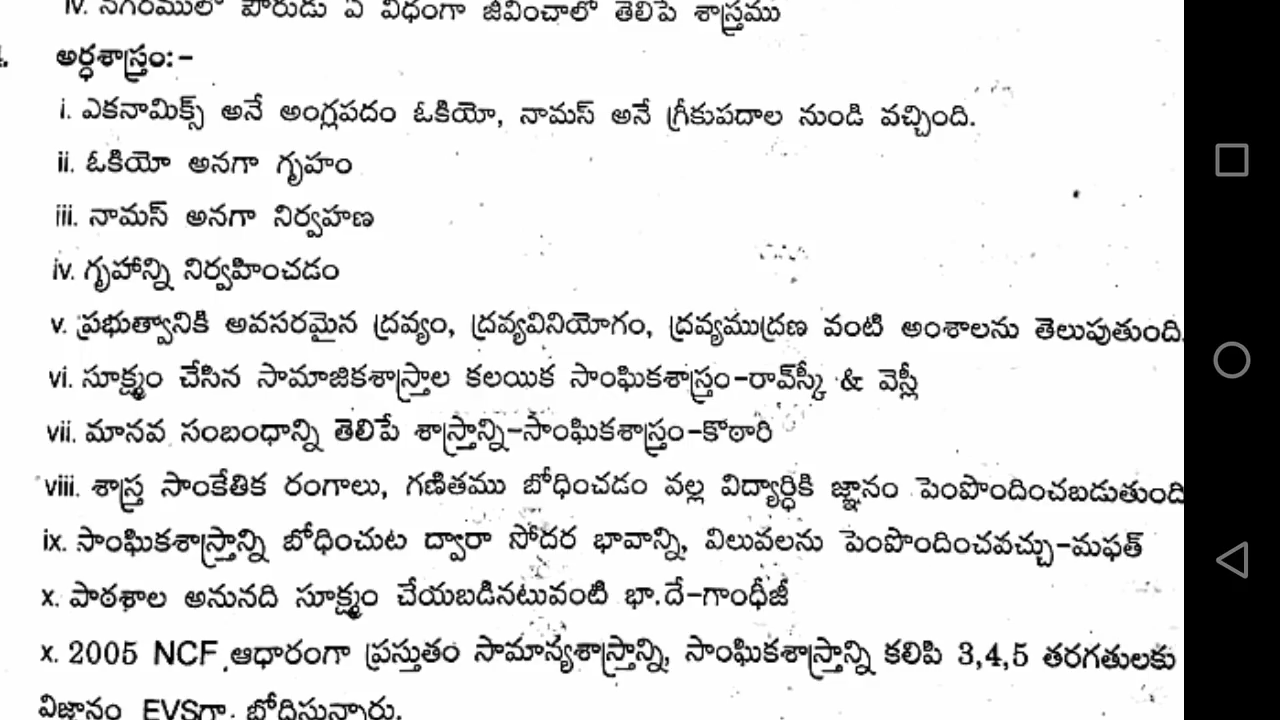 iv. నగరములో పౌరుడు ఏ విధంగా జీవించాలో తెలిపే శాస్త్రము
అర్ధశాస్త్రం:-
i. ఎకనామిక్స్ అనే అంగ్లపదం ఓకియో, నామస్ అనే గ్రీకుపదాల నుండి వచ్చింది.
ii. ఓకియో అనగా గృహం
iii. నామస్ అనగా నిర్వహణ
iv. గృహాన్ని నిర్వహించడం
v. ప్రభుత్వానికి అవసరమైన ద్రవ్యం, ద్రవ్యవినియోగం, ద్రవ్యముద్రణ వంటి అంశాలను తెలుపుతుంది.
vi. సూక్ష్మం చేసిన సామాజికశాస్త్రాల కలయిక సాంఘికశాస్త్రం-రావ్‌స్కీ & వెస్లీ
vii. మానవ సంబంధాన్ని తెలిపే శాస్త్రాన్ని-సాంఘికశాస్త్రం-కొఠారి
viii. శాస్త్ర సాంకేతిక రంగాలు, గణితము బోధించడం వల్ల విద్యార్ధికి జ్ఞానం పెంపొందించబడుతుంది
ix. సాంఘికశాస్త్రాన్ని బోధించుట ద్వారా సోదర భావాన్ని, విలువలను పెంపొందించవచ్చు-మఫత్
x. పాఠశాల అనునది సూక్ష్మం చేయబడినటువంటి భా.దే-గాంధీజీ
x. 2005 NCF ఆధారంగా ప్రస్తుతం సామాన్యశాస్త్రాన్ని, సాంఘికశాస్త్రాన్ని కలిపి 3,4,5 తరగతులకు
విజ్ఞానం EVSగా బోధిస్తున్నారు.